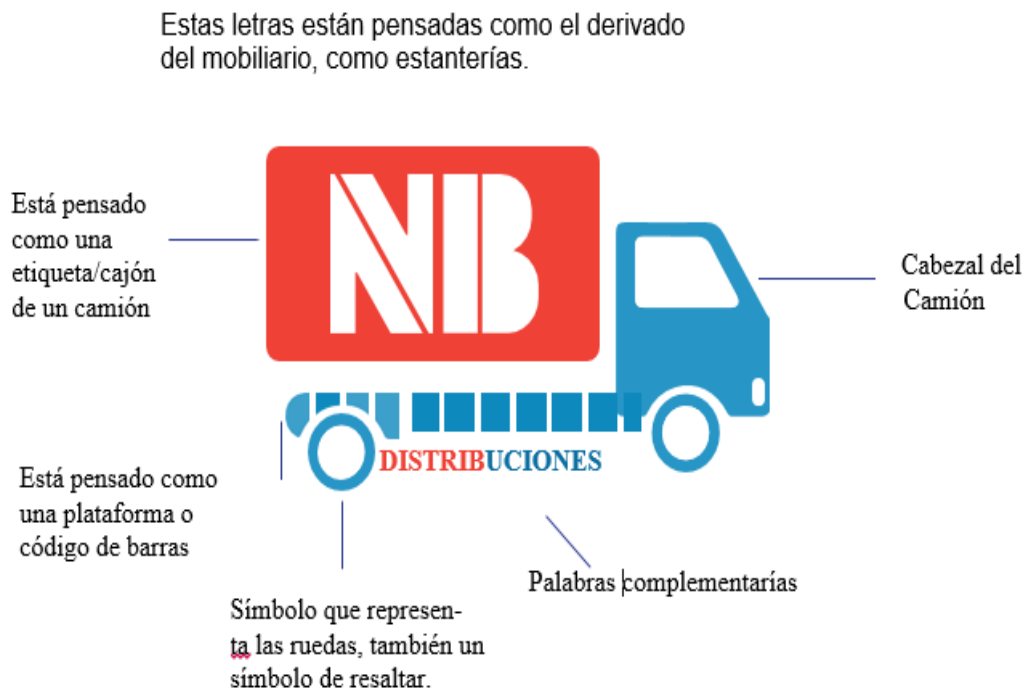 Estas letras están pensadas como el derivado
del mobiliario, como estanterías.
Está pensado
como una
etiqueta/cajón
de un camión
NB
Cabezal del
Camión
DISTRIBUCIONES
Está pensado como
una plataforma o
código de barras
Palabras complementarías
Símbolo que represen-
ta las ruedas, también un
símbolo de resaltar.